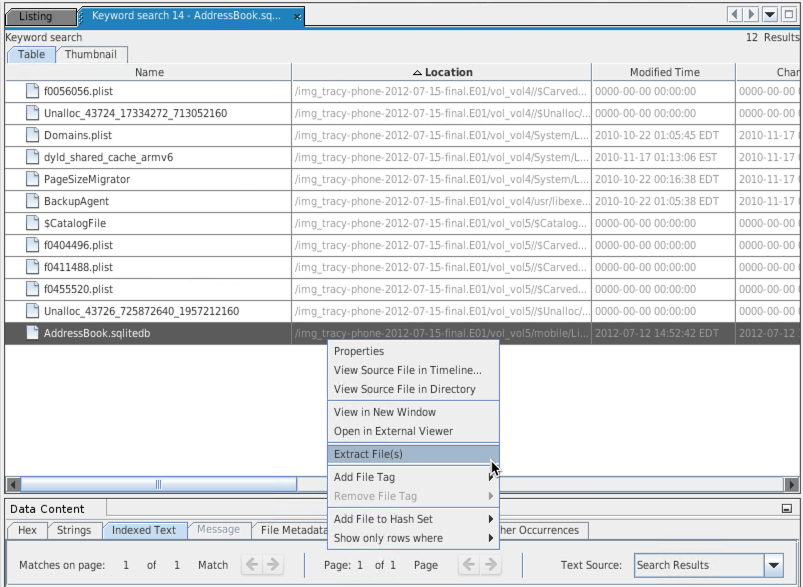 Listing
Keyword search 14 - AddressBook.sq... ×
Keyword search 12 Results
Table Thumbnail
Name Location Modified Time Char
f0056056.plist /img_tracy-phone-2012-07-15-final.E01/vol_vol4//$Carved... 0000-00-00 00:00:00 0000-00-00
Unalloc_43724_17334272_713052160 /img_tracy-phone-2012-07-15-final.E01/vol_vol4//$Unalloc/... 0000-00-00 00:00:00 0000-00-00
Domains.plist /img_tracy-phone-2012-07-15-final.E01/vol_vol4/System/L... 2010-10-22 01:05:45 EDT 2010-11-17
dyld_shared_cache_armv6 /img_tracy-phone-2012-07-15-final.E01/vol_vol4/System/L... 2010-11-17 01:13:06 EST 2010-11-17
PageSizeMigrator /img_tracy-phone-2012-07-15-final.E01/vol_vol4/System/L... 2010-10-22 00:16:38 EDT 2010-11-17
BackupAgent /img_tracy-phone-2012-07-15-final.E01/vol_vol4/usr/libexe... 2010-10-22 01:05:38 EDT 2010-11-17
$CatalogFile /img_tracy-phone-2012-07-15-final.E01/vol_vol5/$Catalog... 0000-00-00 00:00:00 0000-00-00
f0404496.plist /img_tracy-phone-2012-07-15-final.E01/vol_vol5//$Carved... 0000-00-00 00:00:00 0000-00-00
f0411488.plist /img_tracy-phone-2012-07-15-final.E01/vol_vol5//$Carved... 0000-00-00 00:00:00 0000-00-00
f0455520.plist /img_tracy-phone-2012-07-15-final.E01/vol_vol5//$Carved... 0000-00-00 00:00:00 0000-00-00
Unalloc_43726_725872640_1957212160 /img_tracy-phone-2012-07-15-final.E01/vol_vol5//$Unalloc/... 0000-00-00 00:00:00 0000-00-00
AddressBook.sqlitedb /img_tracy-phone-2012-07-15-final.E01/vol_vol5/mobile/Li... 2012-07-12 14:52:42 EDT 2012-07-12
Properties
View Source File in Timeline...
View Source File in Directory
View in New Window
Open in External Viewer
Extract File(s)
Add File Tag
Remove File Tag
Add File to Hash Set
Show only rows where
Data Content
Hex Strings Indexed Text Message File Metadata her Occurrences
Matches on page: 1 of 1 Match Page: 1 of 1 Page Text Source: Search Results